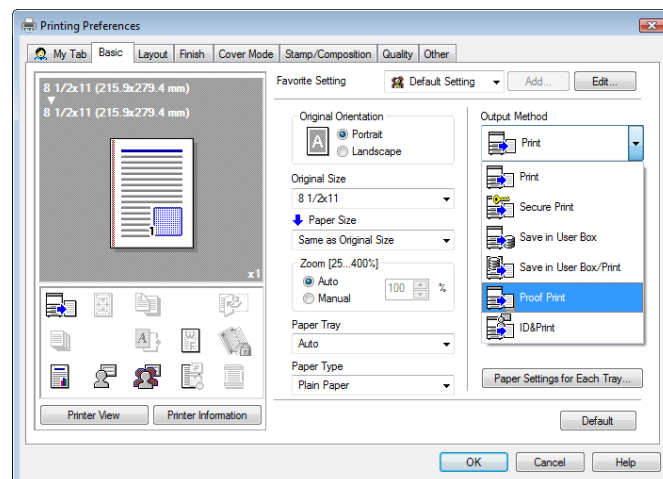 Printing Preferences
My Tab Basic Layout Finish Cover Mode Stamp/Composition Quality Other
8 1/2x11 (215.9x279.4 mm)
8 1/2x11 (215.9x279.4 mm)
1
x1
Printer View Printer Information
Favorite Setting Default Setting Add... Edit...
Original Orientation
A
Portrait
Landscape
Original Size
8 1/2x11
Paper Size
Same as Original Size
Zoom [25...400%]
Auto
Manual
100 %
Paper Tray
Auto
Paper Type
Plain Paper
Output Method
Print
Print
Secure Print
Save in User Box
Save in User Box/Print
Proof Print
ID&Print
Paper Settings for Each Tray...
Default
OK Cancel Help